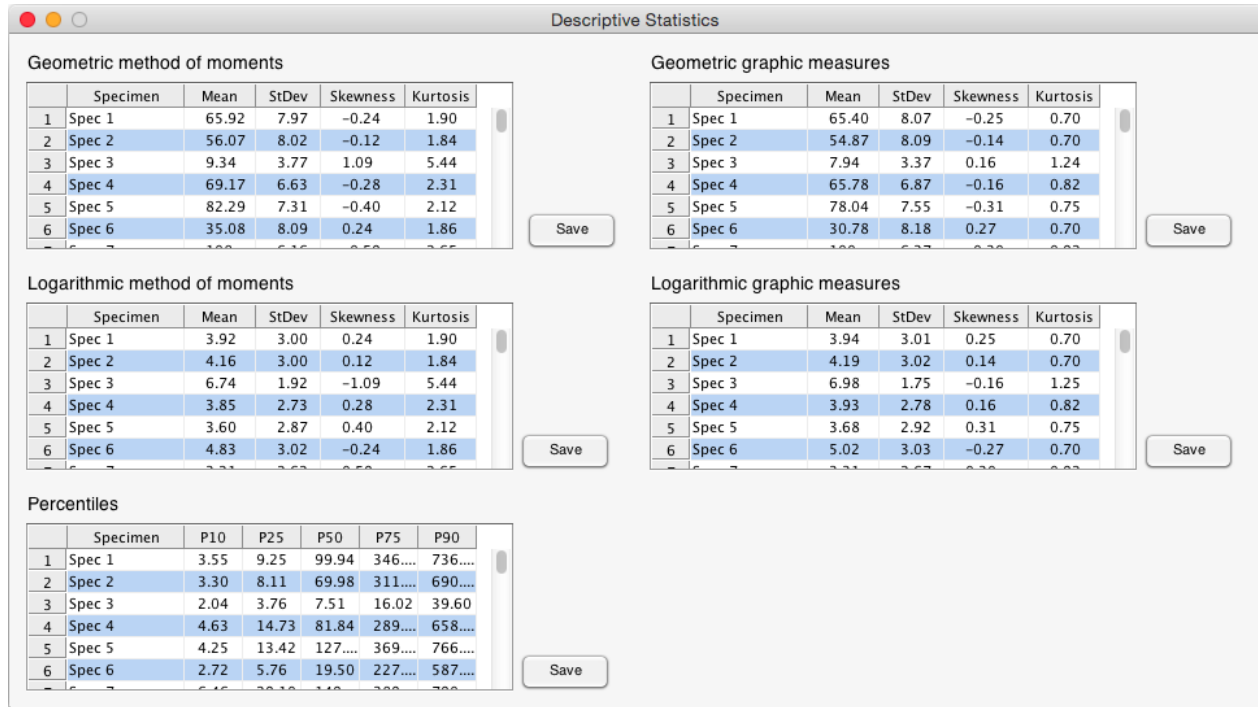 Descriptive Statistics
Geometric method of moments
Specimen Mean StDev Skewness Kurtosis
1 Spec 1 65.92 7.97 −0.24 1.90
2 Spec 2 56.07 8.02 −0.12 1.84
3 Spec 3 9.34 3.77 1.09 5.44
4 Spec 4 69.17 6.63 −0.28 2.31
5 Spec 5 82.29 7.31 −0.40 2.12
6 Spec 6 35.08 8.09 0.24 1.86
Save
Geometric graphic measures
Specimen Mean StDev Skewness Kurtosis
1 Spec 1 65.40 8.07 −0.25 0.70
2 Spec 2 54.87 8.09 −0.14 0.70
3 Spec 3 7.94 3.37 0.16 1.24
4 Spec 4 65.78 6.87 −0.16 0.82
5 Spec 5 78.04 7.55 −0.31 0.75
6 Spec 6 30.78 8.18 0.27 0.70
Save
Logarithmic method of moments
Specimen Mean StDev Skewness Kurtosis
1 Spec 1 3.92 3.00 0.24 1.90
2 Spec 2 4.16 3.00 0.12 1.84
3 Spec 3 6.74 1.92 −1.09 5.44
4 Spec 4 3.85 2.73 0.28 2.31
5 Spec 5 3.60 2.87 0.40 2.12
6 Spec 6 4.83 3.02 −0.24 1.86
Save
Logarithmic graphic measures
Specimen Mean StDev Skewness Kurtosis
1 Spec 1 3.94 3.01 0.25 0.70
2 Spec 2 4.19 3.02 0.14 0.70
3 Spec 3 6.98 1.75 −0.16 1.25
4 Spec 4 3.93 2.78 0.16 0.82
5 Spec 5 3.68 2.92 0.31 0.75
6 Spec 6 5.02 3.03 −0.27 0.70
Save
Percentiles
Specimen P10 P25 P50 P75 P90
1 Spec 1 3.55 9.25 99.94 346.... 736....
2 Spec 2 3.30 8.11 69.98 311.... 690....
3 Spec 3 2.04 3.76 7.51 16.02 39.60
4 Spec 4 4.63 14.73 81.84 289.... 658....
5 Spec 5 4.25 13.42 127.... 369.... 766....
6 Spec 6 2.72 5.76 19.50 227.... 587....
Save